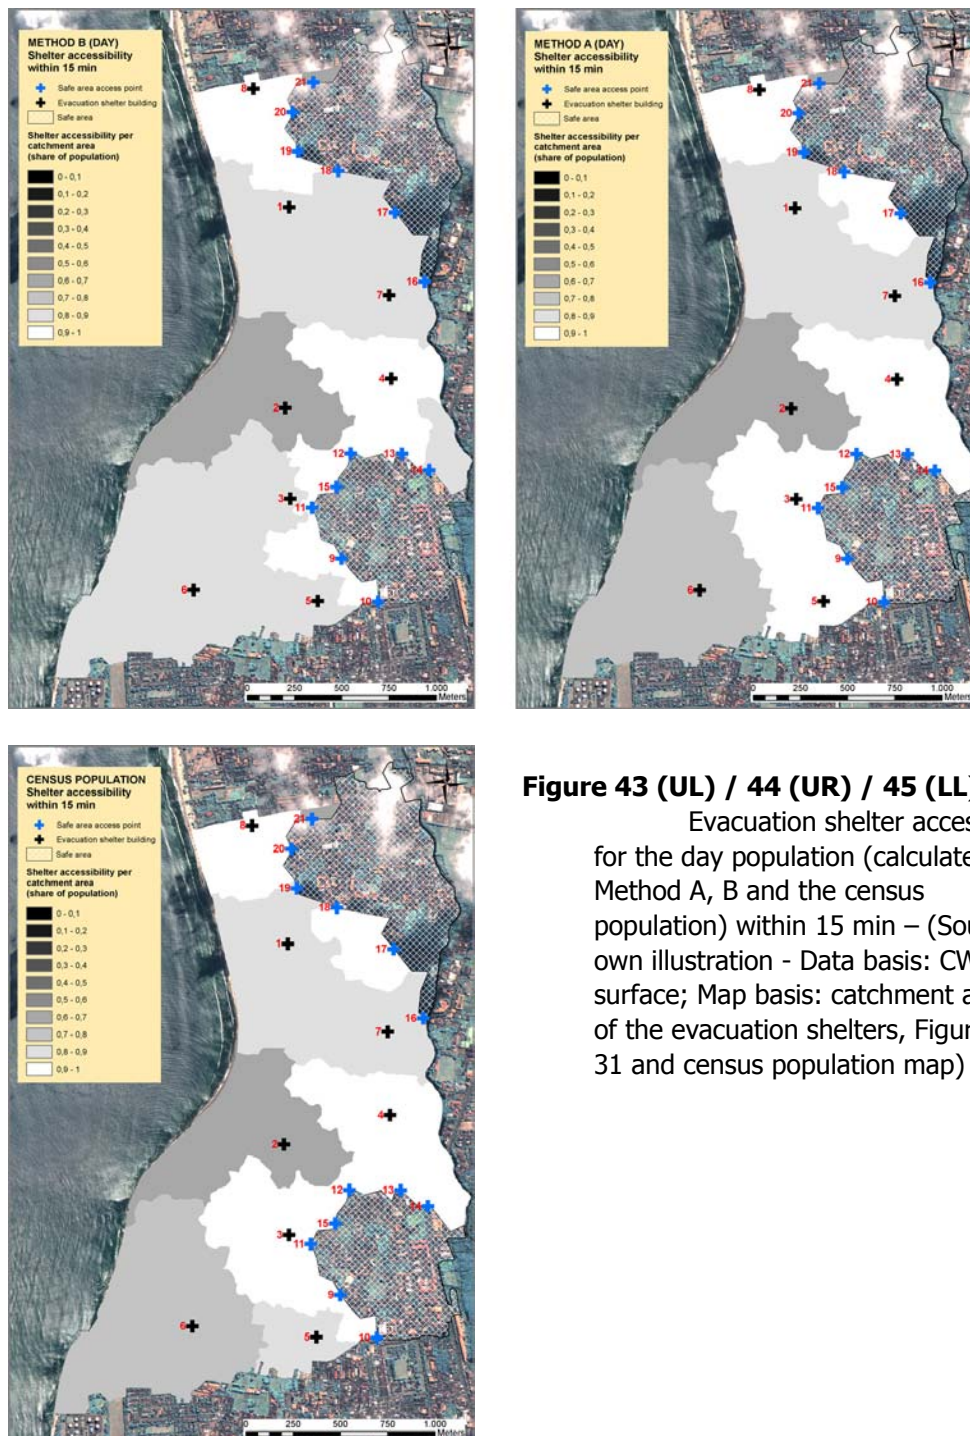 METHOD B (DAY)
Shelter accessibility
within 15 min
Safe area access point
Evacuation shelter building
Safe area
Shelter accessibility per
catchment area
(share of population)
0 - 0,1
0,1 - 0,2
0,2 - 0,3
0,3 - 0,4
0,4 - 0,5
0,5 - 0,6
0,6 - 0,7
0,7 - 0,8
0,8 - 0,9
0,9 - 1
21
8
20
19
18
1
17
16
7
4
2
12
13
14
15
3
11
9
6
5
10
0 250 500 750 1.000
Meters
METHOD A (DAY)
Shelter accessibility
within 15 min
Safe area access point
Evacuation shelter building
Safe area
Shelter accessibility per
catchment area
(share of population)
0 - 0,1
0,1 - 0,2
0,2 - 0,3
0,3 - 0,4
0,4 - 0,5
0,5 - 0,6
0,6 - 0,7
0,7 - 0,8
0,8 - 0,9
0,9 - 1
21
8
20
19
18
1
17
16
7
4
2
12
13
14
15
3
11
9
6
5
10
0 250 500 750 1.000
Meters
CENSUS POPULATION
Shelter accessibility
within 15 min
Safe area access point
Evacuation shelter building
Safe area
Shelter accessibility per
catchment area
(share of population)
0 - 0,1
0,1 - 0,2
0,2 - 0,3
0,3 - 0,4
0,4 - 0,5
0,5 - 0,6
0,6 - 0,7
0,7 - 0,8
0,8 - 0,9
0,9 - 1
21
8
20
19
18
1
17
16
7
4
2
12
13
14
15
3
11
9
6
5
10
0 250 500 750 1.000
Meters
Figure 43 (UL) / 44 (UR) / 45 (LL)
Evacuation shelter acces
for the day population (calculate
Method A, B and the census
population) within 15 min – (Sou
own illustration - Data basis: CW
surface; Map basis: catchment a
of the evacuation shelters, Figur
31 and census population map)